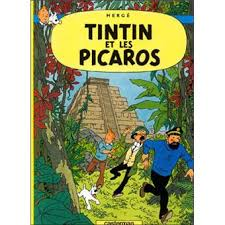 HERGÉ
TINTIN
ET LES
PICAROS
casterman